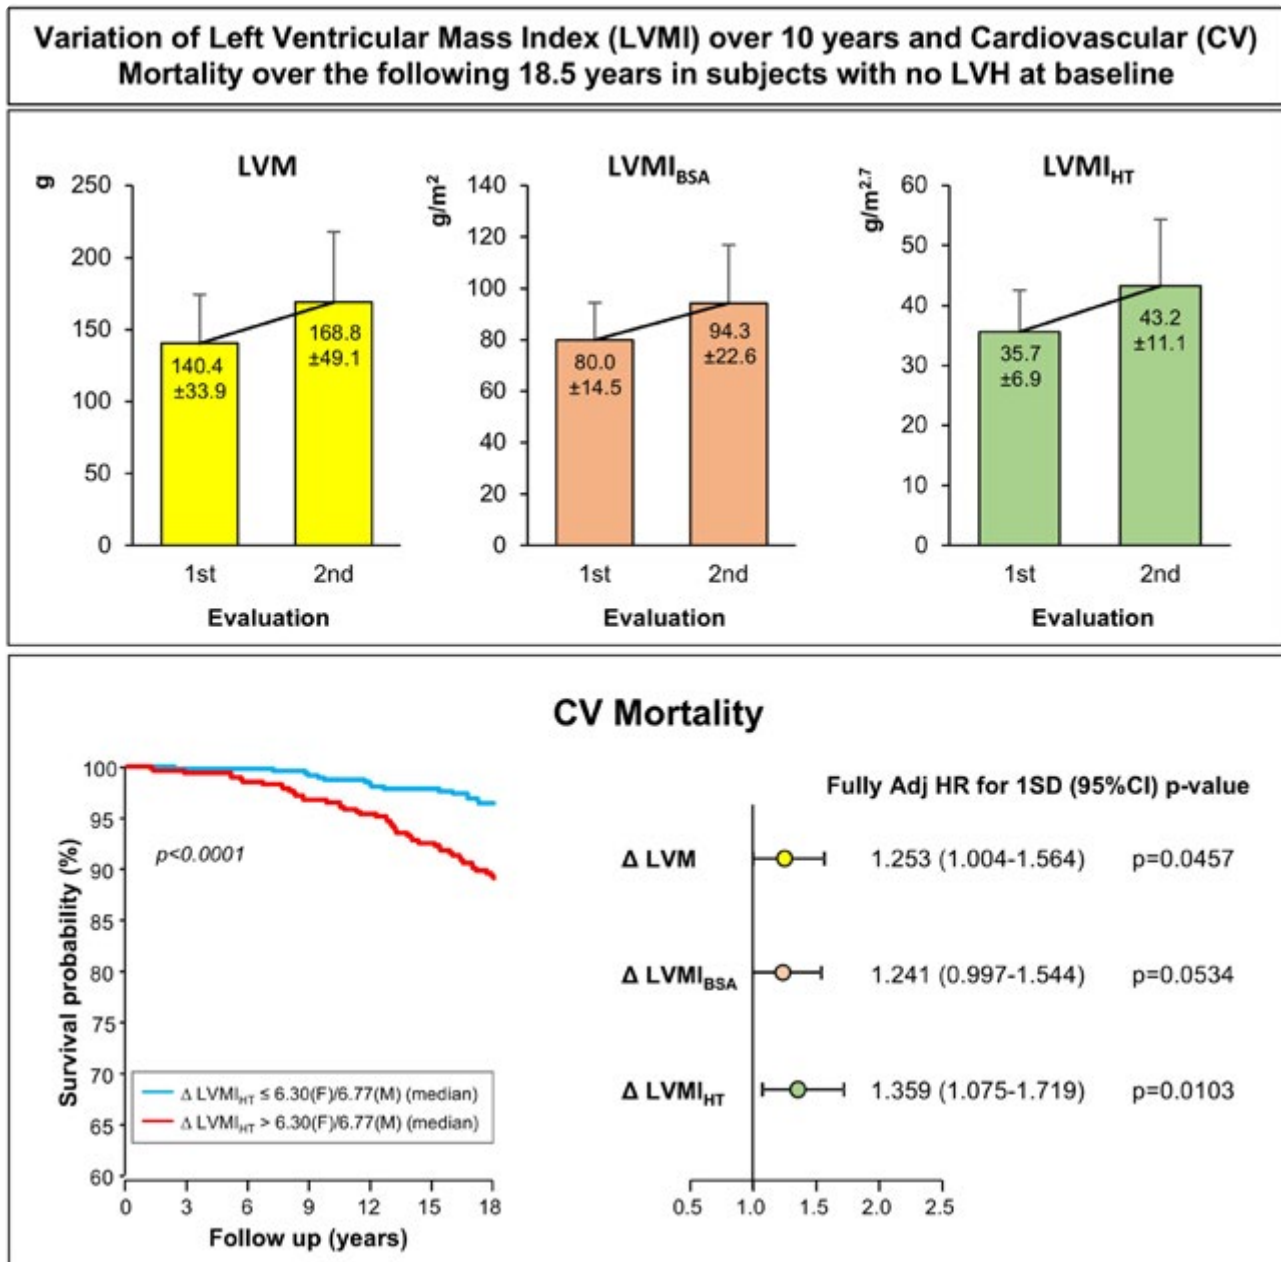 Variation of Left Ventricular Mass Index (LVMI) over 10 years and Cardiovascular (CV)
Mortality over the following 18.5 years in subjects with no LVH at baseline
LVM
g
250
200
150
100
50
0
140.4
±33.9
168.8
±49.1
1st 2nd
Evaluation
LVMI_BSA
g/m²
140
120
100
80
60
40
20
0
80.0
±14.5
94.3
±22.6
1st 2nd
Evaluation
LVMI_HT
g/m^2.7
60
50
40
30
20
10
0
35.7
±6.9
43.2
±11.1
1st 2nd
Evaluation
CV Mortality
Survival probability (%)
100
95
90
85
80
75
70
65
60
p<0.0001
Δ LVMI_HT ≤ 6.30(F)/6.77(M) (median)
Δ LVMI_HT > 6.30(F)/6.77(M) (median)
0 3 6 9 12 15 18
Follow up (years)
Fully Adj HR for 1SD (95%CI) p-value
Δ LVM 1.253 (1.004-1.564) p=0.0457
Δ LVMI_BSA 1.241 (0.997-1.544) p=0.0534
Δ LVMI_HT 1.359 (1.075-1.719) p=0.0103
0.5 1.0 1.5 2.0 2.5